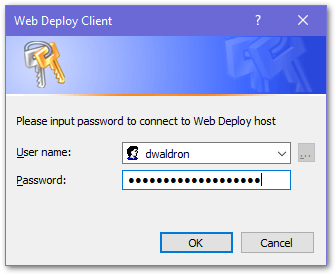 Web Deploy Client ?
Please input password to connect to Web Deploy host
User name: dwaldron ...
Password: ●●●●●●●●●●●●●●●●●●●
OK Cancel